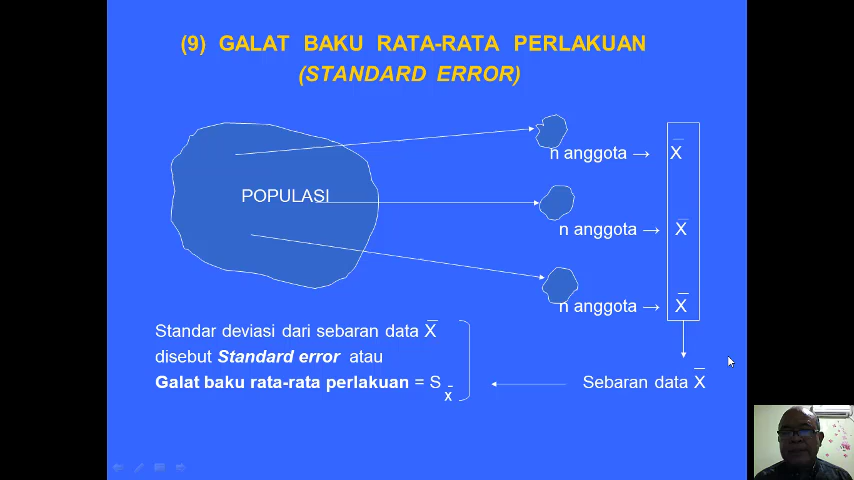 (9) GALAT BAKU RATA-RATA PERLAKUAN
(STANDARD ERROR)
n anggota → X̅
POPULASI
n anggota → X̅
n anggota → X̅
Standar deviasi dari sebaran data X̅
disebut Standard error atau
Galat baku rata-rata perlakuan = S x̅
Sebaran data X̅